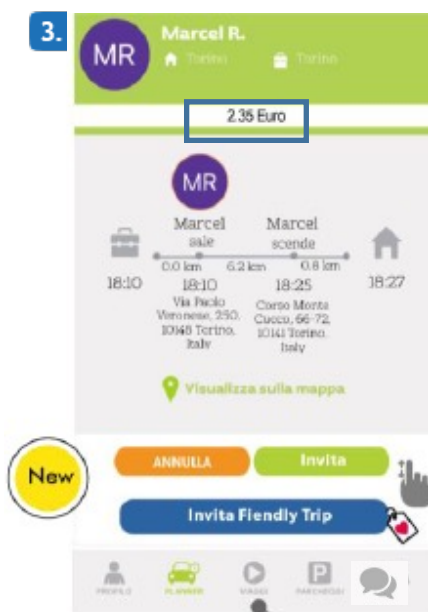 3.
MR
Marcel R.
Torino Torino
2.35 Euro
MR
Marcel Marcel
sale scende
0.0 km 6.2 km 0.8 km
18:10 18:10 18:25 18:27
Via Paolo Corso Monte
Veronese, 250, Cucco, 66-72,
10148 Torino, 10141 Torino,
Italy Italy
Visualizza sulla mappa
New
ANNULLA Invita
Invita Fiendly Trip
PROFILO PLANNER VIAGGI PARCHEGGI
P